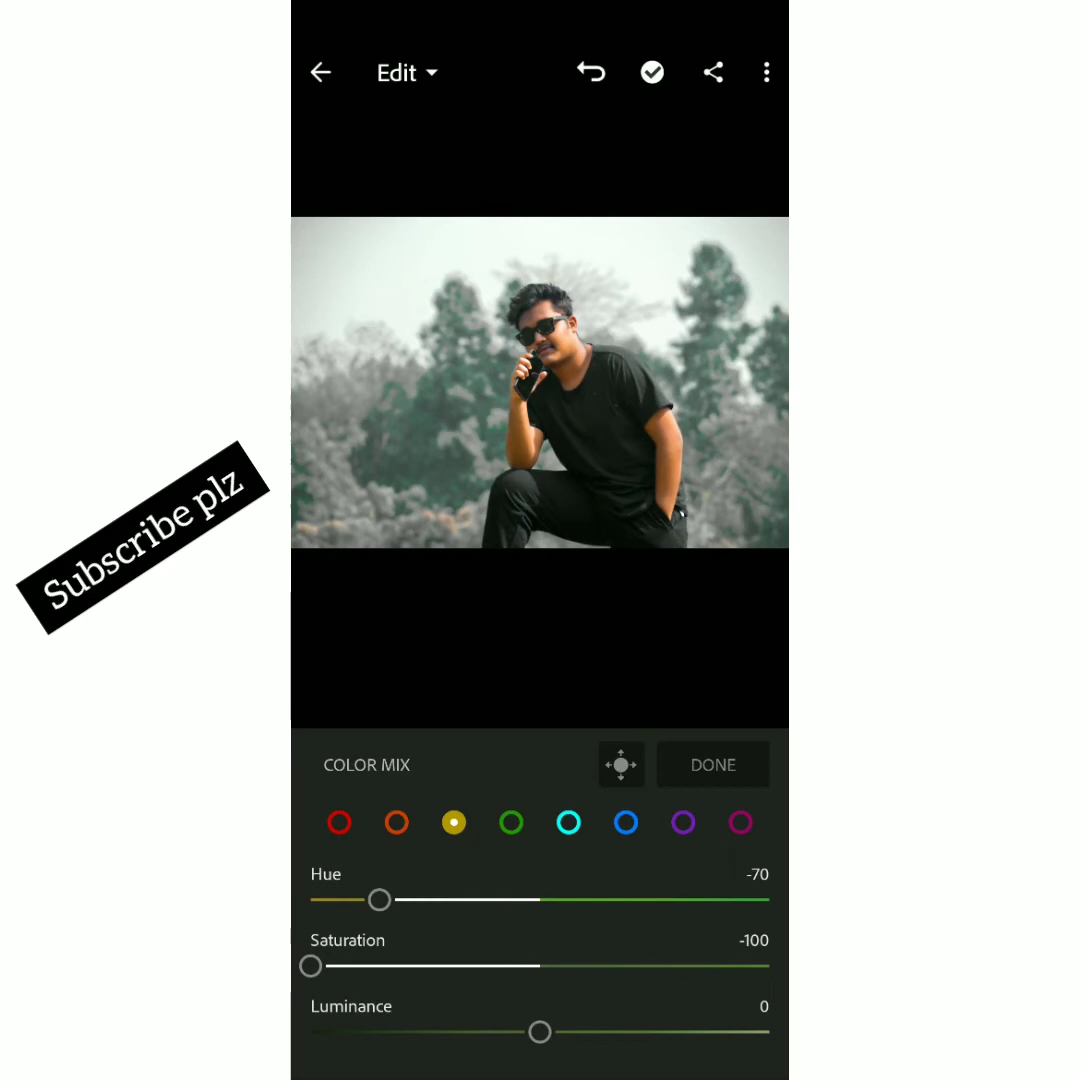 Edit
Subscribe plz
COLOR MIX
DONE
Hue -70
Saturation -100
Luminance 0